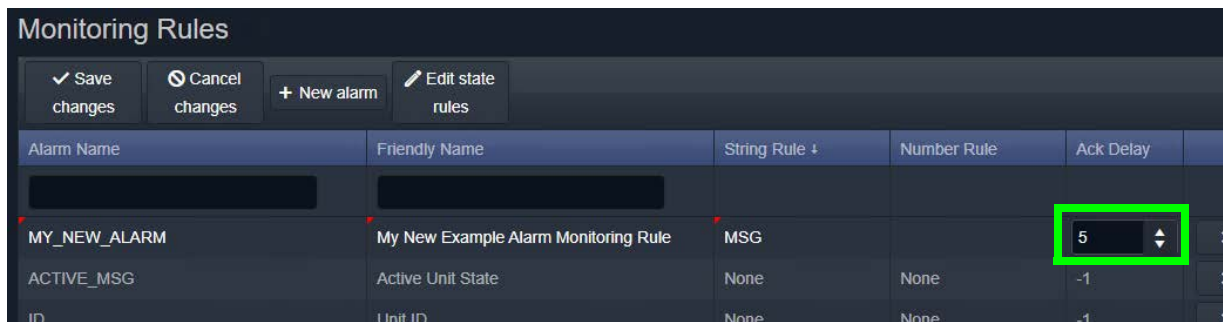 Monitoring Rules
Save changes
Cancel changes
+ New alarm
Edit state rules
Alarm Name Friendly Name String Rule ↓ Number Rule Ack Delay
MY_NEW_ALARM My New Example Alarm Monitoring Rule MSG 5
ACTIVE_MSG Active Unit State None None -1
ID Unit ID None None -1